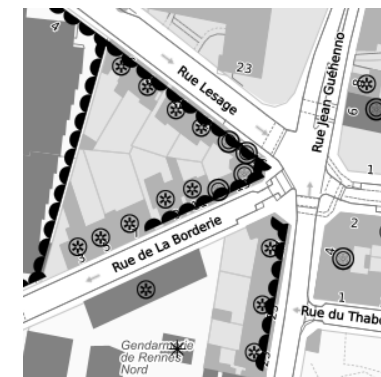 4
Rue Lesage
23
Rue Jean Guéhenno
8
6
1
2
4
Rue de La Borderie
1
Rue du Thabo
Gendarmerie
de Rennes
Nord